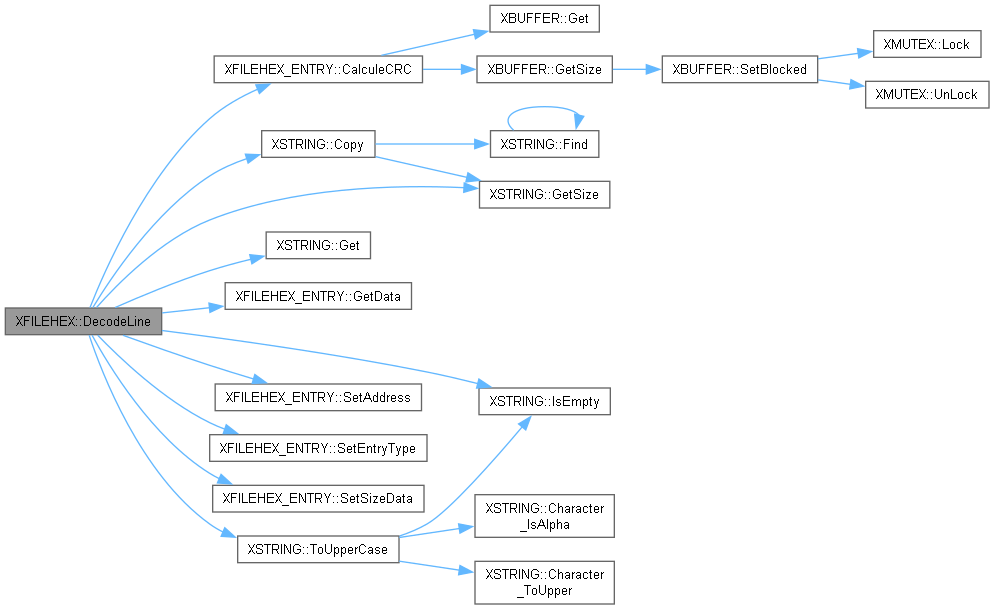 XBUFFER::Get
XMUTEX::Lock
XFILEHEX_ENTRY::CalculeCRC
XBUFFER::GetSize
XBUFFER::SetBlocked
XMUTEX::UnLock
XSTRING::Copy
XSTRING::Find
XSTRING::GetSize
XSTRING::Get
XFILEHEX_ENTRY::GetData
XFILEHEX::DecodeLine
XFILEHEX_ENTRY::SetAddress
XSTRING::IsEmpty
XFILEHEX_ENTRY::SetEntryType
XFILEHEX_ENTRY::SetSizeData
XSTRING::Character
_IsAlpha
XSTRING::ToUpperCase
XSTRING::Character
_ToUpper